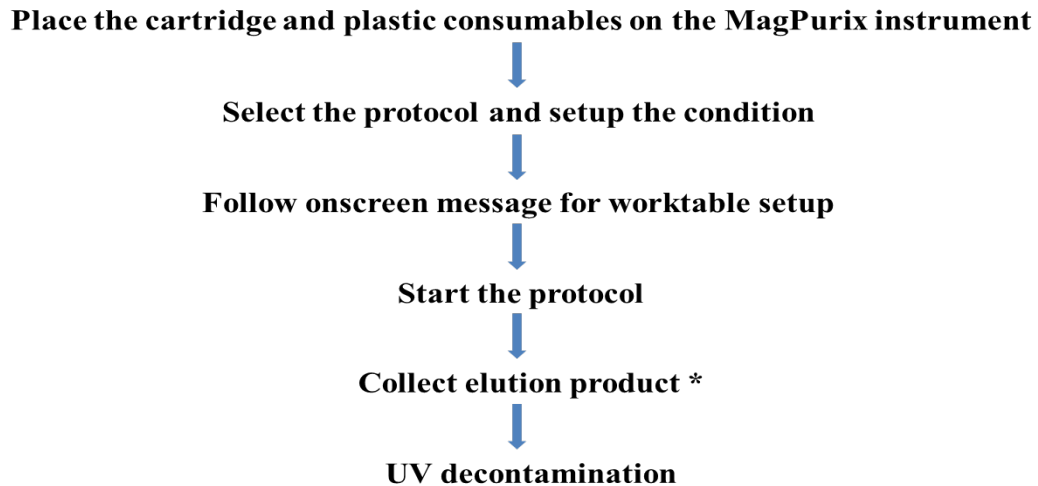 Place the cartridge and plastic consumables on the MagPurix instrument
Select the protocol and setup the condition
Follow onscreen message for worktable setup
Start the protocol
Collect elution product *
UV decontamination